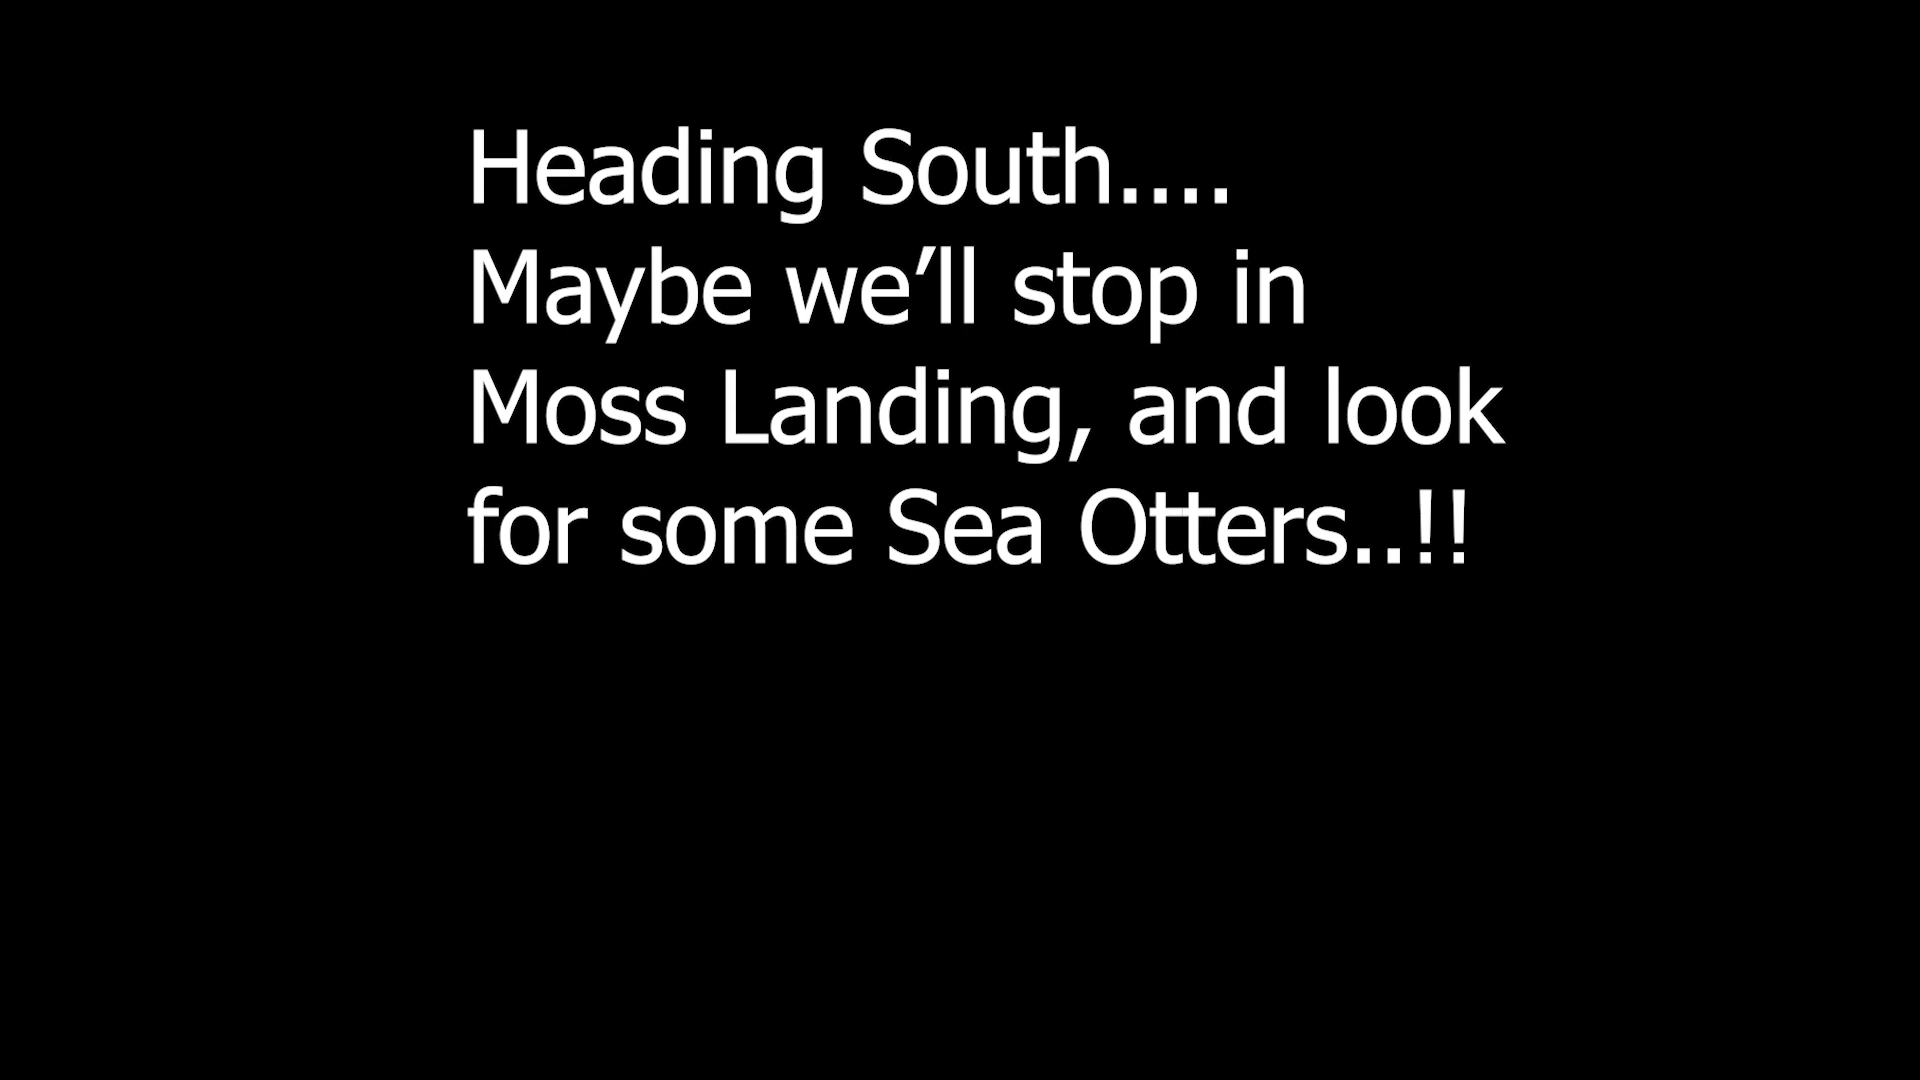 Heading South....
Maybe we’ll stop in
Moss Landing, and look
for some Sea Otters..!!